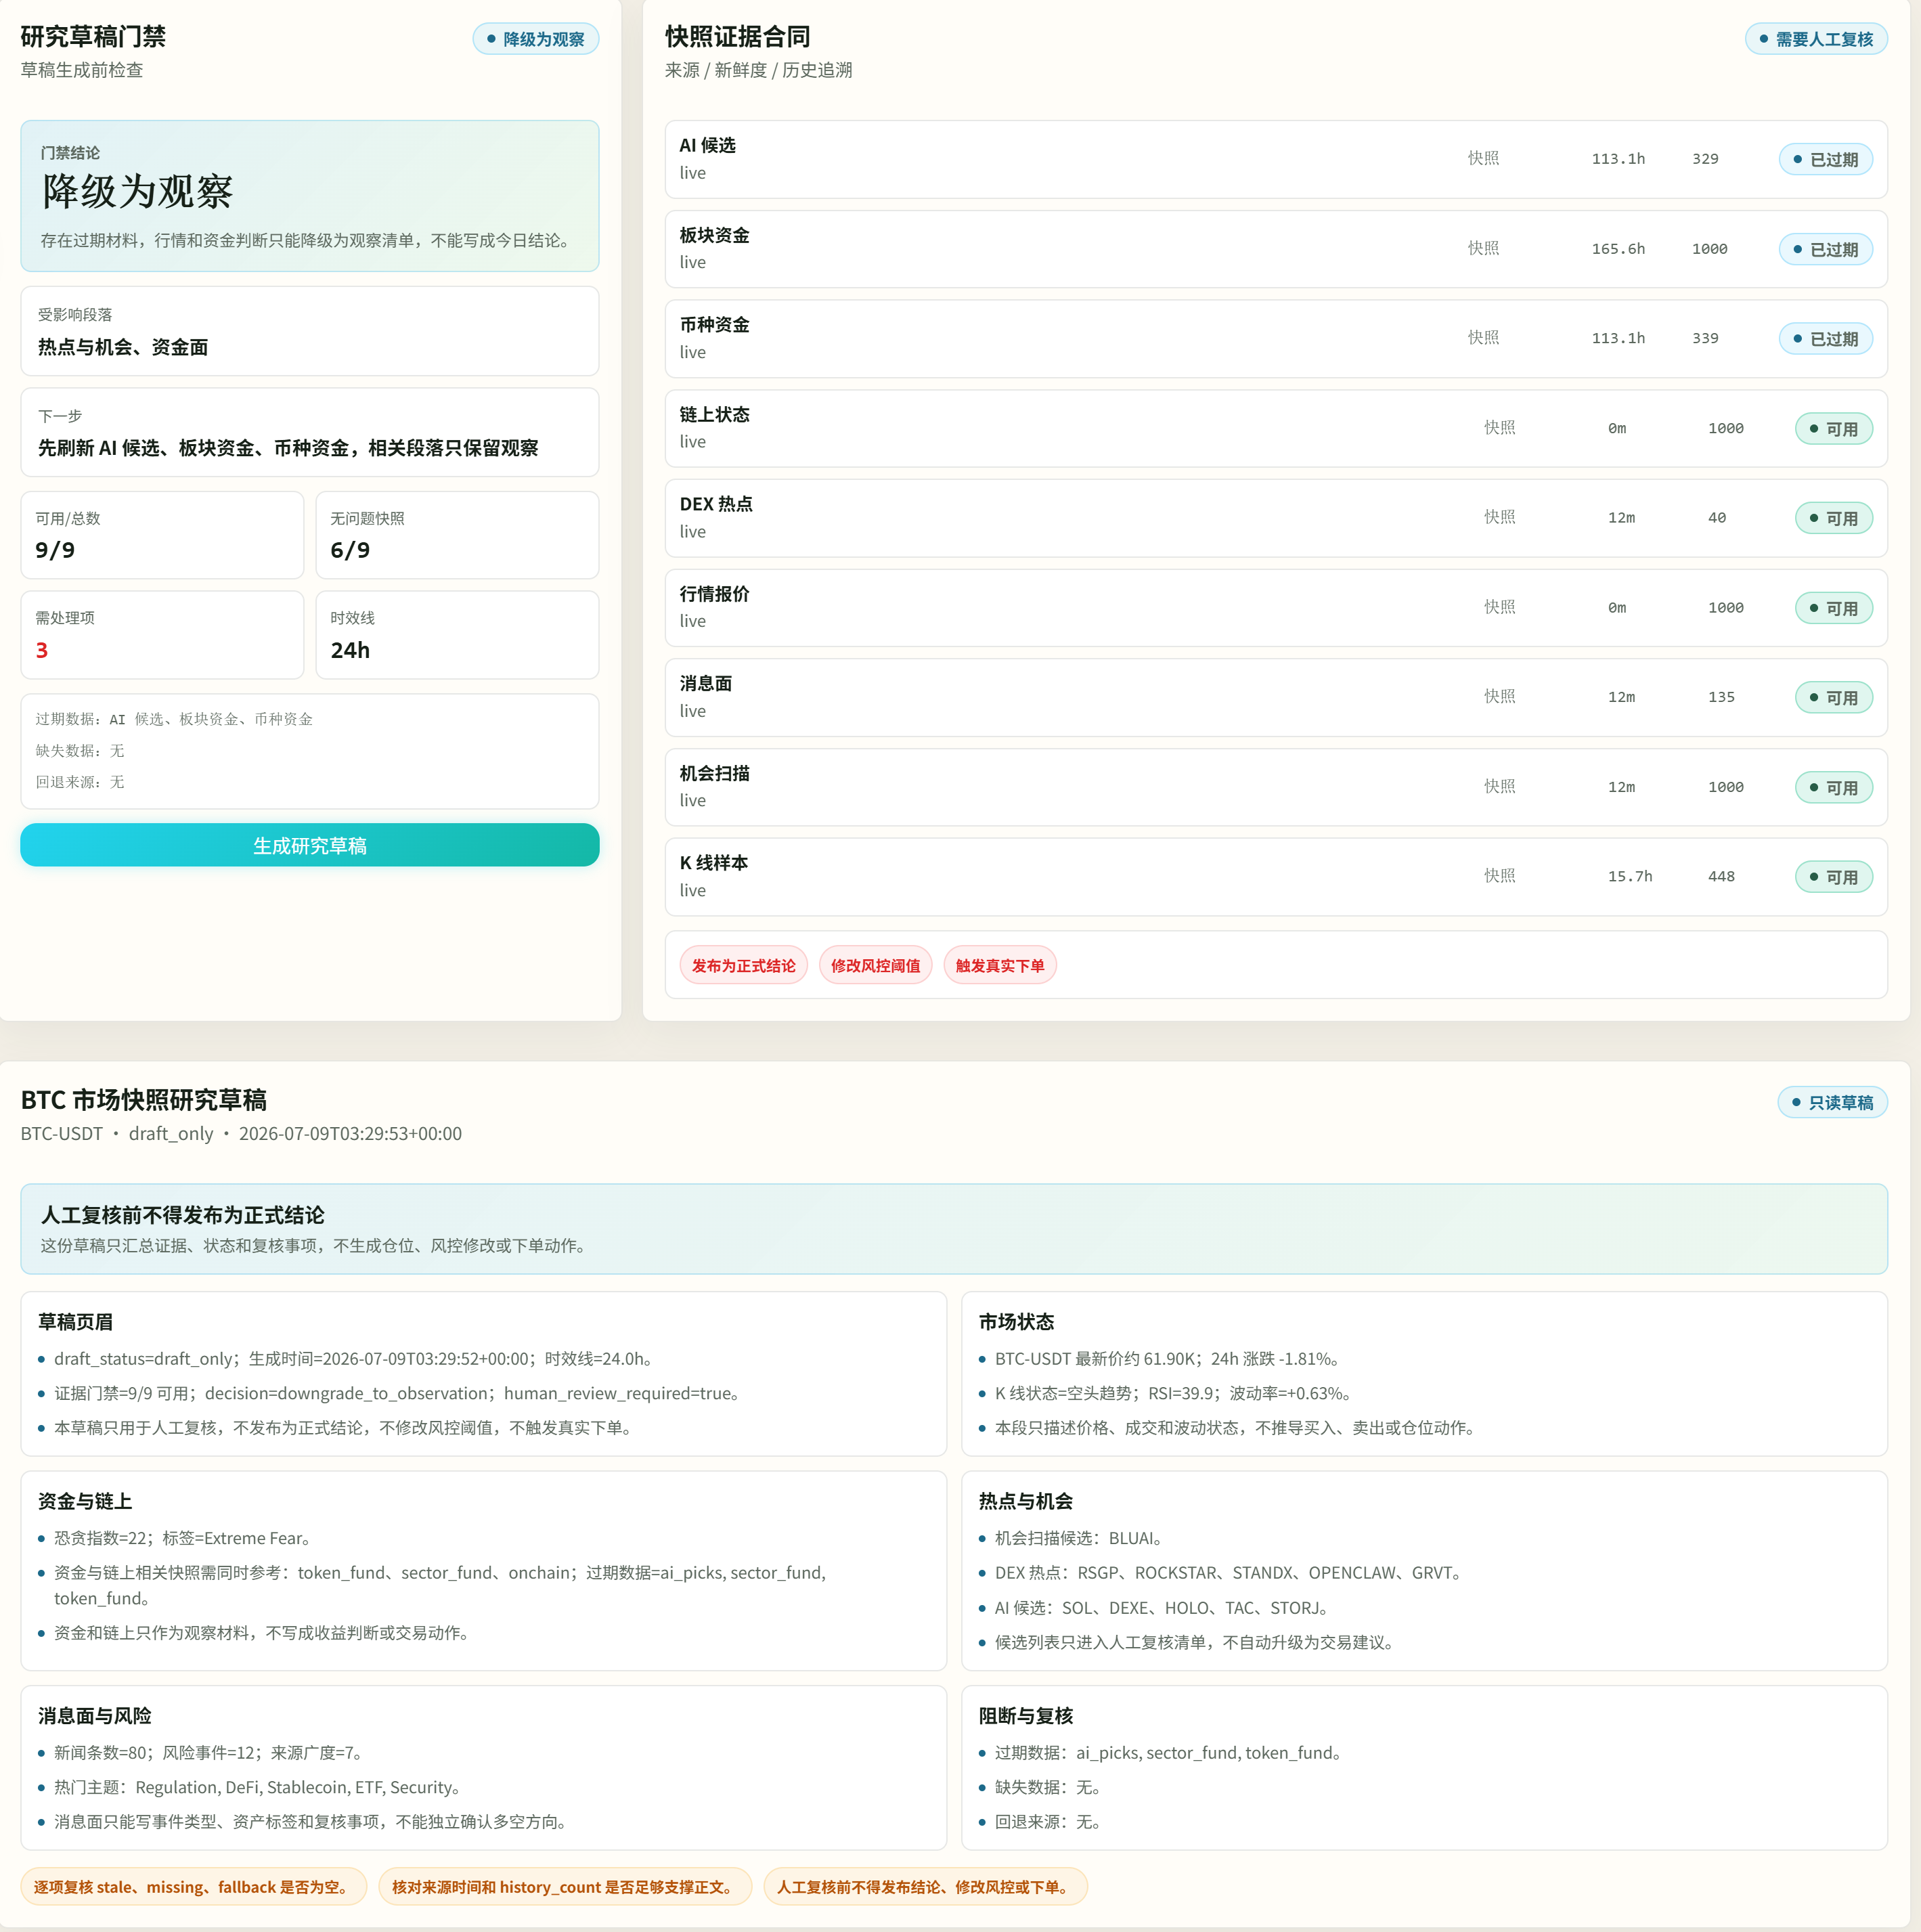 研究草稿门禁
降级为观察
草稿生成前检查
门禁结论
降级为观察
存在过期材料，行情和资金判断只能降级为观察清单，不能写成今日结论。
受影响段落
热点与机会、资金面
下一步
先刷新 AI 候选、板块资金、币种资金，相关段落只保留观察
可用/总数
9/9
无问题快照
6/9
需处理项
3
时效线
24h
过期数据：AI 候选、板块资金、币种资金
缺失数据：无
回退来源：无
生成研究草稿
快照证据合同
需要人工复核
来源 / 新鲜度 / 历史追溯
AI 候选
live
快照 113.1h 329 已过期
板块资金
live
快照 165.6h 1000 已过期
币种资金
live
快照 113.1h 339 已过期
链上状态
live
快照 0m 1000 可用
DEX 热点
live
快照 12m 40 可用
行情报价
live
快照 0m 1000 可用
消息面
live
快照 12m 135 可用
机会扫描
live
快照 12m 1000 可用
K 线样本
live
快照 15.7h 448 可用
发布为正式结论 修改风控阈值 触发真实下单
BTC 市场快照研究草稿
只读草稿
BTC-USDT · draft_only · 2026-07-09T03:29:53+00:00
人工复核前不得发布为正式结论
这份草稿只汇总证据、状态和复核事项，不生成仓位、风控修改或下单动作。
草稿页眉
draft_status=draft_only；生成时间=2026-07-09T03:29:52+00:00；时效线=24.0h。
证据门禁=9/9 可用；decision=downgrade_to_observation；human_review_required=true。
本草稿只用于人工复核，不发布为正式结论，不修改风控阈值，不触发真实下单。
市场状态
BTC-USDT 最新价约 61.90K；24h 涨跌 -1.81%。
K 线状态=空头趋势；RSI=39.9；波动率=+0.63%。
本段只描述价格、成交和波动状态，不推导买入、卖出或仓位动作。
资金与链上
恐贪指数=22；标签=Extreme Fear。
资金与链上相关快照需同时参考：token_fund、sector_fund、onchain；过期数据=ai_picks, sector_fund,
token_fund。
资金和链上只作为观察材料，不写成收益判断或交易动作。
热点与机会
机会扫描候选：BLUAI。
DEX 热点：RSGP、ROCKSTAR、STANDX、OPENCLAW、GRVT。
AI 候选：SOL、DEXE、HOLO、TAC、STORJ。
候选列表只进入人工复核清单，不自动升级为交易建议。
消息面与风险
新闻条数=80；风险事件=12；来源广度=7。
热门主题：Regulation, DeFi, Stablecoin, ETF, Security。
消息面只能写事件类型、资产标签和复核事项，不能独立确认多空方向。
阻断与复核
过期数据：ai_picks, sector_fund, token_fund。
缺失数据：无。
回退来源：无。
逐项复核 stale、missing、fallback 是否为空。
核对来源时间和 history_count 是否足够支撑正文。
人工复核前不得发布结论、修改风控或下单。